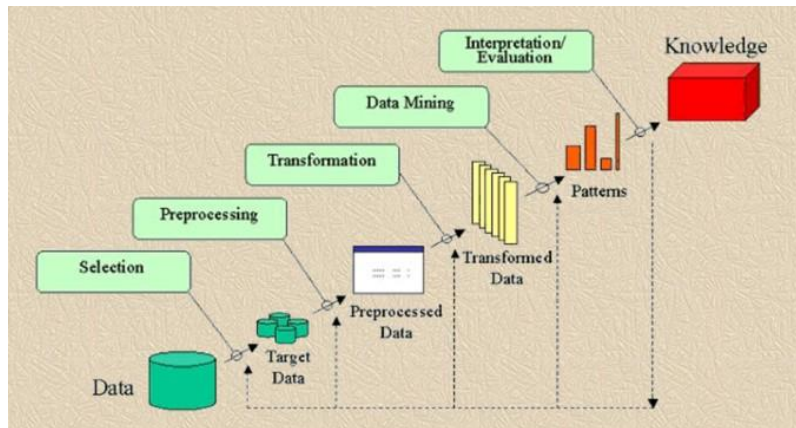 Interpretation/
Evaluation
Knowledge
Data Mining
Transformation
Patterns
Preprocessing
Transformed
Data
Selection
Preprocessed
Data
Target
Data
Data